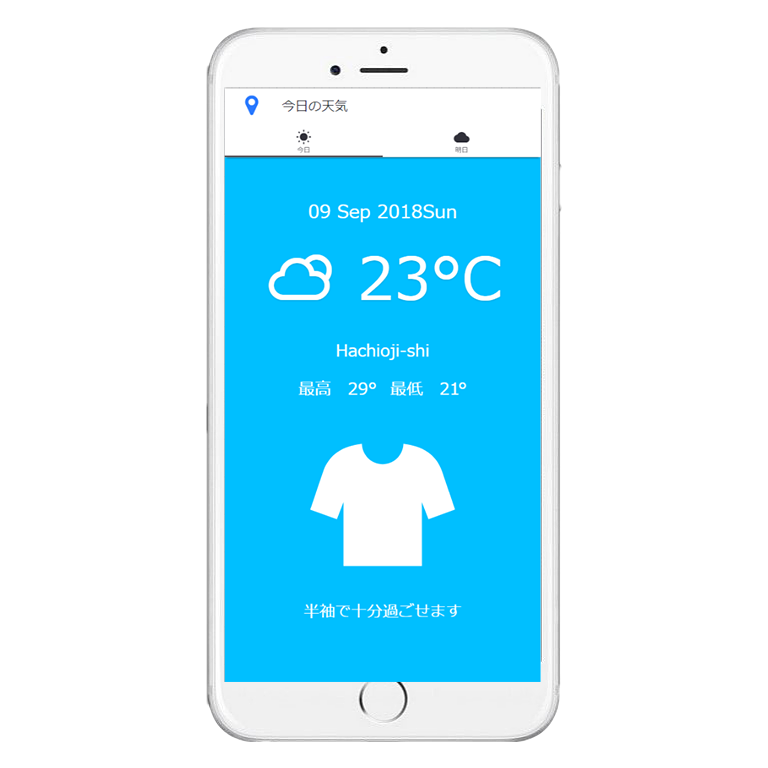 今日の天気
今日
明日
09 Sep 2018Sun
23°C
Hachioji-shi
最高 29° 最低 21°
半袖で十分過ごせます